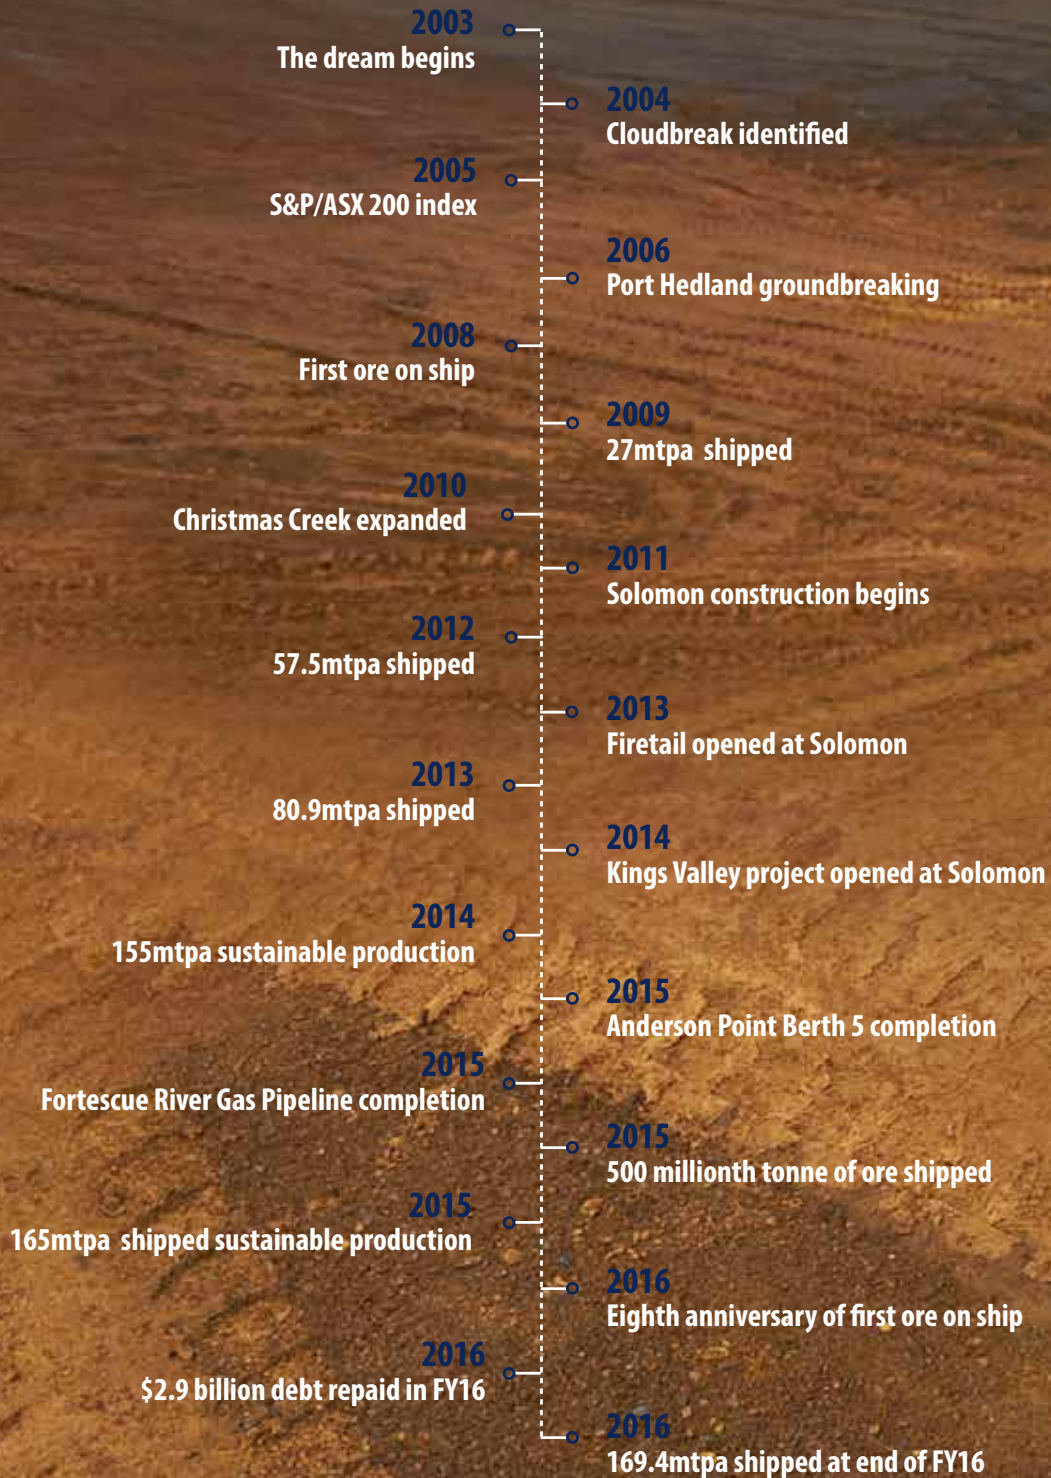 2003
The dream begins
2004
Cloudbreak identified
2005
S&P/ASX 200 index
2006
Port Hedland groundbreaking
2008
First ore on ship
2009
27mtpa  shipped
2010
Christmas Creek expanded
2011
Solomon construction begins
2012
57.5mtpa shipped
2013
Firetail opened at Solomon
2013
80.9mtpa shipped
2014
Kings Valley project opened at Solomon
2014
155mtpa sustainable production
2015
Anderson Point Berth 5 completion
2015
Fortescue River Gas Pipeline completion
2015
500 millionth tonne of ore shipped
2015
165mtpa  shipped sustainable production
2016
Eighth anniversary of first ore on ship
2016
$2.9 billion debt repaid in FY16
2016
169.4mtpa shipped at end of FY16